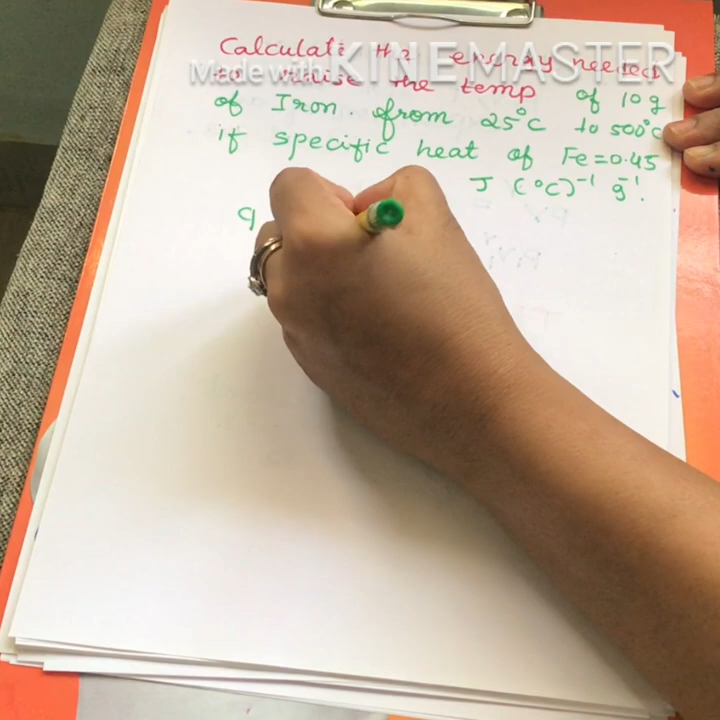 Calculate the energy needed
Made with KINEMASTER
to raise the temp of 10g
of Iron. from 25°C to 500°C
if specific heat of Fe = 0.45
J (°C)⁻¹ g⁻¹.
q